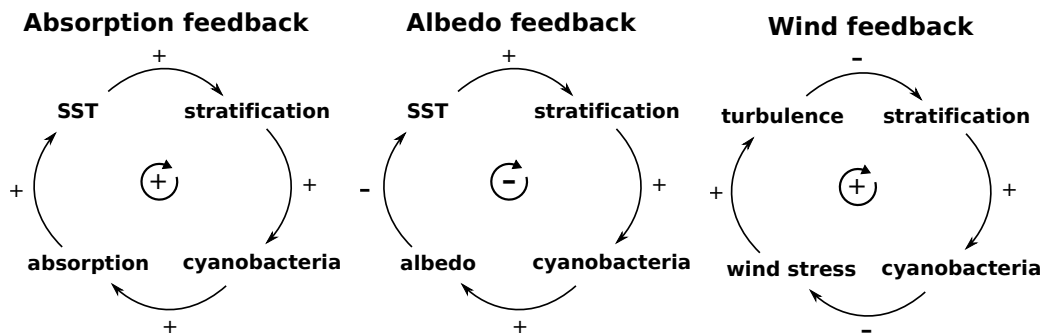 Absorption feedback
+
SST
stratification
+
+
+
absorption
cyanobacteria
+
Albedo feedback
+
SST
stratification
-
-
+
albedo
cyanobacteria
+
Wind feedback
-
turbulence
stratification
+
+
+
wind stress
cyanobacteria
-